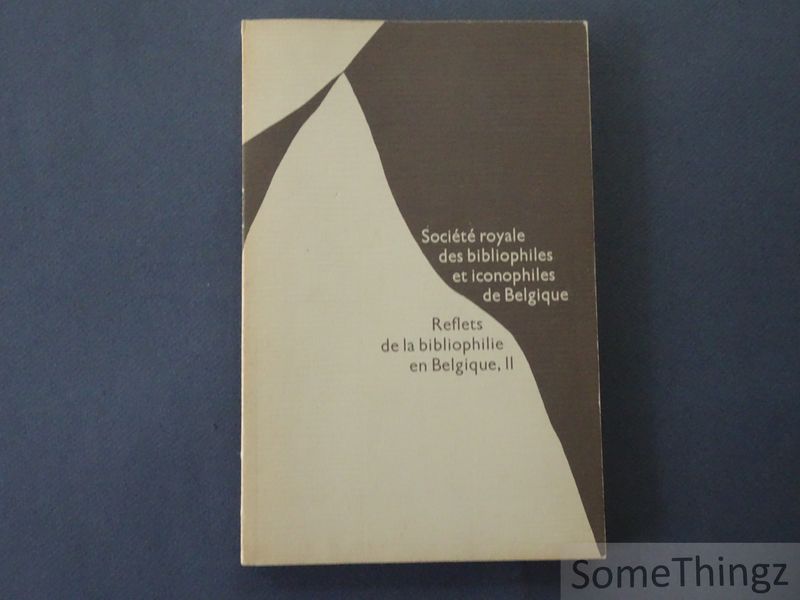 Société royale
des bibliophiles
et iconophiles
de Belgique
Reflets
de la bibliophilie
en Belgique, II
SomeThingz